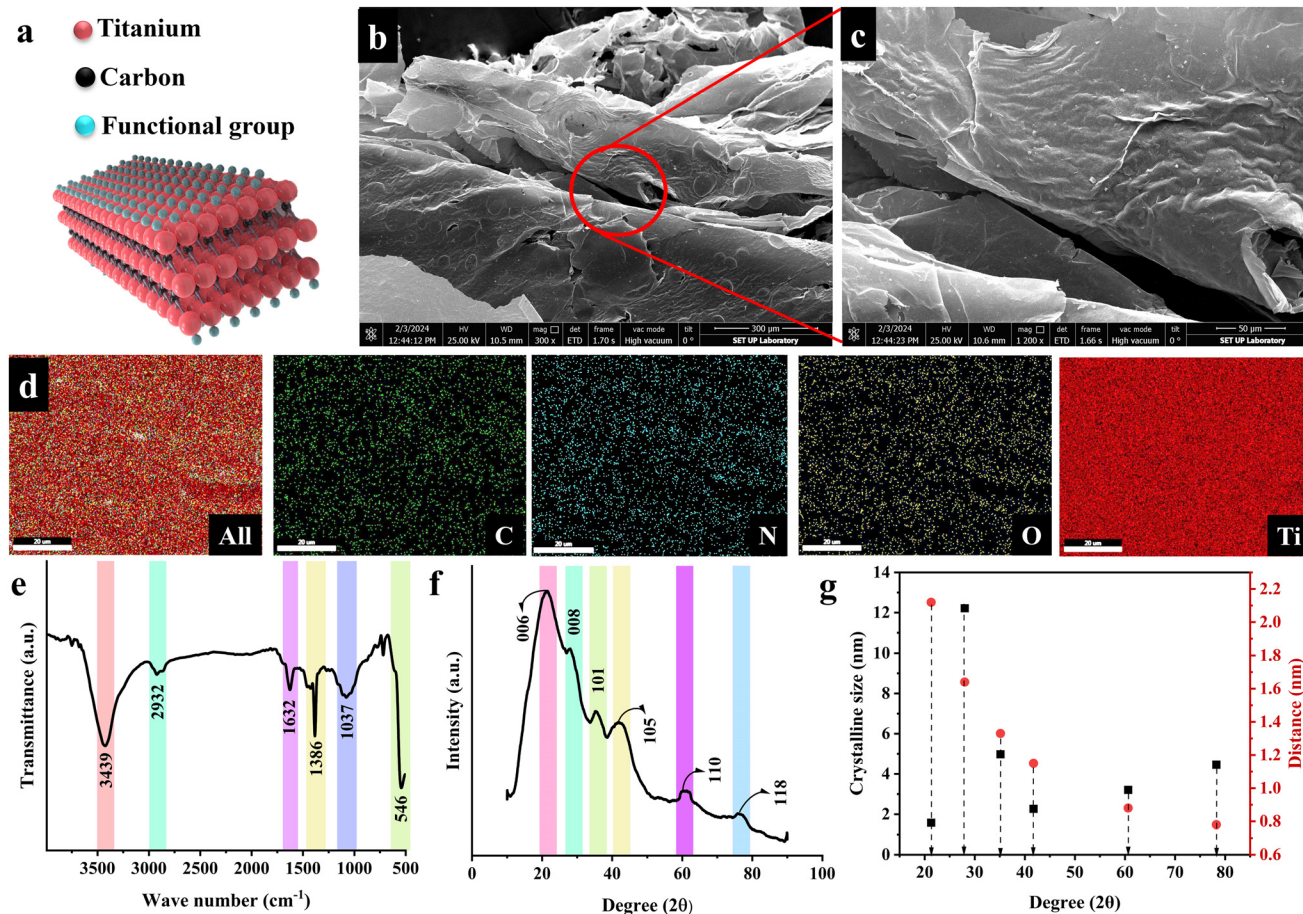 a
Titanium
Carbon
Functional group
b
2/3/2024 HV WD mag det frame vac mode tilt 300 µm
12:44:12 PM 25.00 kV 10.5 mm 300 x ETD 1.70 s High vacuum 0 ° SET UP Laboratory
c
2/3/2024 HV WD mag det frame vac mode tilt 50 µm
12:44:23 PM 25.00 kV 10.6 mm 1 200 x ETD 1.66 s High vacuum 0 ° SET UP Laboratory
d
20 um
All
20 um
C
20 um
N
20 um
O
20 um
Ti
e
Transmittance (a.u.)
3439
2932
1632
1386
1037
546
3500 3000 2500 2000 1500 1000 500
Wave number (cm⁻¹)
f
Intensity (a.u.)
006
008
101
105
110
118
0 20 40 60 80 100
Degree (2θ)
g
Crystalline size (nm)
14
12
10
8
6
4
2
0
20 30 40 50 60 70 80
Degree (2θ)
2.2
2.0
1.8
1.6
1.4
1.2
1.0
0.8
0.6
Distance (nm)